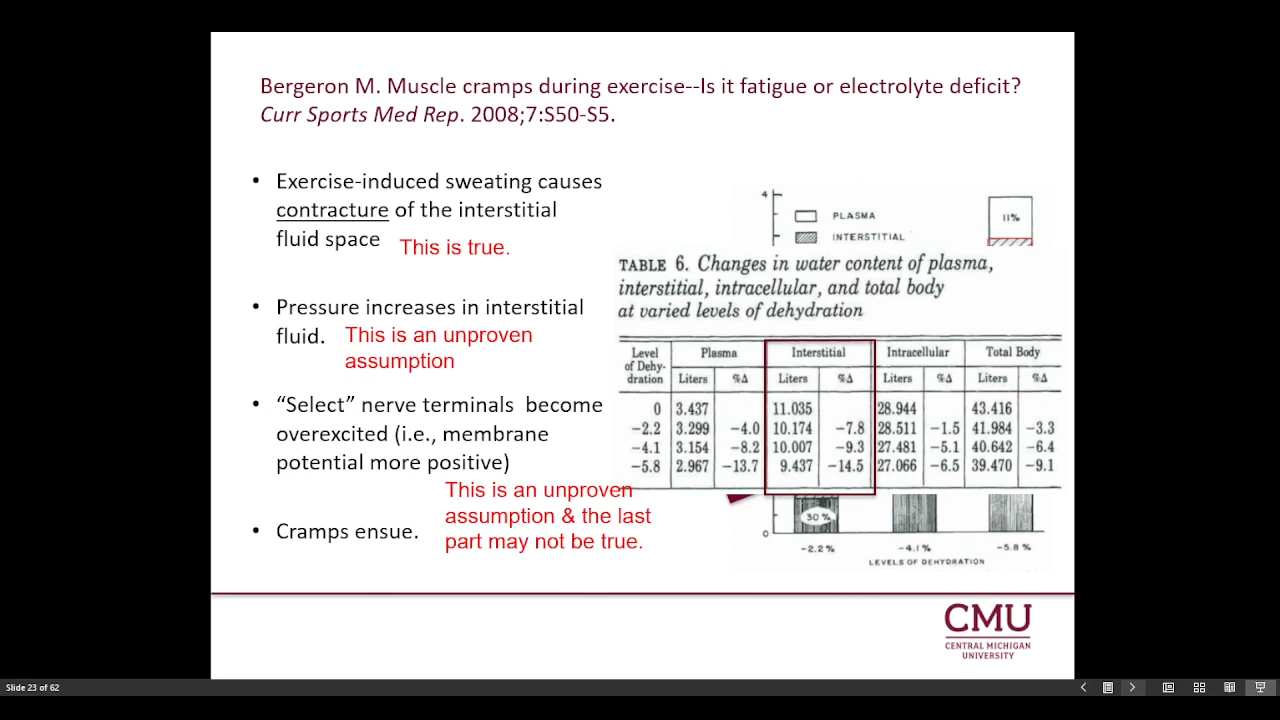 Bergeron M. Muscle cramps during exercise--Is it fatigue or electrolyte deficit?
Curr Sports Med Rep. 2008;7:S50-S5.
• Exercise-induced sweating causes
contracture of the interstitial
fluid space This is true.
• Pressure increases in interstitial
fluid. This is an unproven
assumption
• “Select” nerve terminals become
overexcited (i.e., membrane
potential more positive)
This is an unproven
assumption & the last
part may not be true.
• Cramps ensue.
4
PLASMA
INTERSTITIAL
11%
TABLE 6. Changes in water content of plasma,
interstitial, intracellular, and total body
at varied levels of dehydration
Level of Dehy-dration Plasma Interstitial Intracellular Total Body
Liters %Δ Liters %Δ Liters %Δ Liters %Δ
0 3.437 11.035 28.944 43.416
−2.2 3.299 −4.0 10.174 −7.8 28.511 −1.5 41.984 −3.3
−4.1 3.154 −8.2 10.007 −9.3 27.481 −5.1 40.642 −6.4
−5.8 2.967 −13.7 9.437 −14.5 27.066 −6.5 39.470 −9.1
30%
0
−2.2% −4.1% −5.8%
LEVELS OF DEHYDRATION
CMU
CENTRAL MICHIGAN
UNIVERSITY
Slide 23 of 62